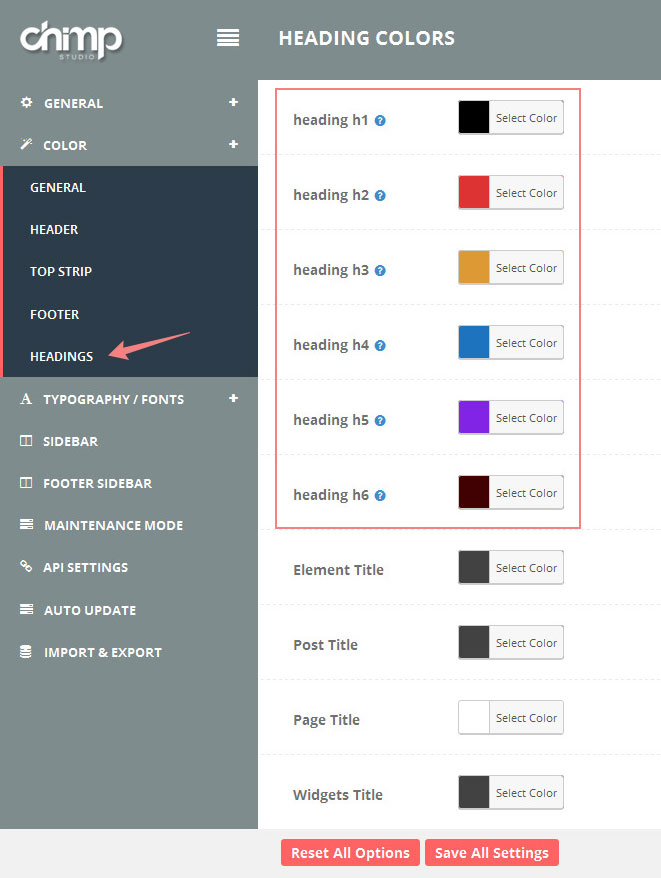 chimp
STUDIO
GENERAL +
COLOR +
GENERAL
HEADER
TOP STRIP
FOOTER
HEADINGS
TYPOGRAPHY / FONTS +
SIDEBAR
FOOTER SIDEBAR
MAINTENANCE MODE
API SETTINGS
AUTO UPDATE
IMPORT & EXPORT
HEADING COLORS
heading h1 ? Select Color
heading h2 ? Select Color
heading h3 ? Select Color
heading h4 ? Select Color
heading h5 ? Select Color
heading h6 ? Select Color
Element Title Select Color
Post Title Select Color
Page Title Select Color
Widgets Title Select Color
Reset All Options Save All Settings